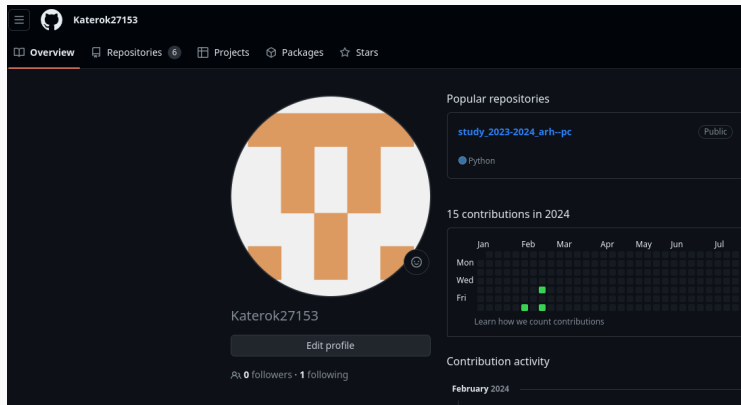 Katerok27153
Overview Repositories 6 Projects Packages Stars
Popular repositories
study_2023-2024_arh--pc Public
Python
15 contributions in 2024
Jan Feb Mar Apr May Jun Jul
Mon
Wed
Fri
Learn how we count contributions
Katerok27153
Edit profile
0 followers · 1 following
Contribution activity
February 2024